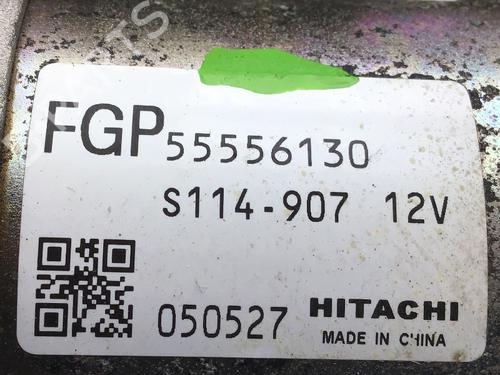 FGP55556130
S114-907 12V
050527 HITACHI
MADE IN CHINA